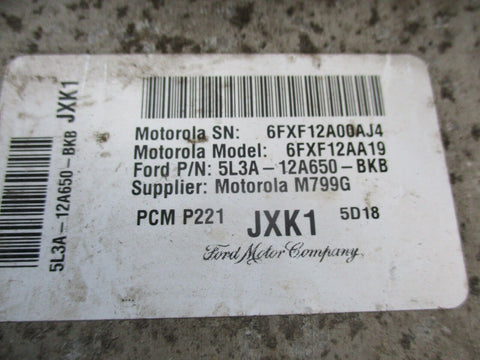 Motorola SN: 6FXF12A00AJ4
Motorola Model: 6FXF12AA19
Ford P/N: 5L3A-12A650-BKB
Supplier: Motorola M799G
PCM P221 JXK1 5D18
Ford Motor Company
5L3A-12A650-BKB JXK1